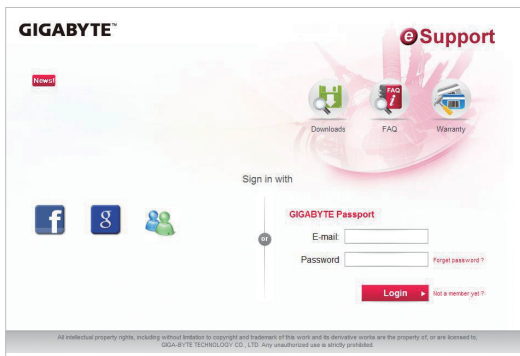 GIGABYTE™
eSupport
News!
FAQ
i
Downloads
FAQ
Warranty
Sign in with
f
g
or
GIGABYTE Passport
E-mail:
Password
Forget password ?
Login
Not a member yet ?
All intellectual property rights, including without limitation to copyright and trademark of this work and its derivative works are the property of, or are licensed to,
GIGA-BYTE TECHNOLOGY CO., LTD. Any unauthorized use is strictly prohibited.